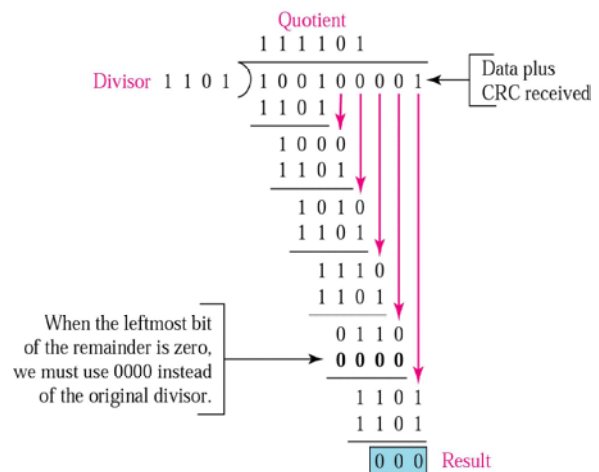 Quotient
1 1 1 1 0 1
Divisor 1 1 0 1 1 0 0 1 0 0 0 0 1
Data plus
CRC received
1 1 0 1
1 0 0 0
1 1 0 1
1 0 1 0
1 1 0 1
1 1 1 0
1 1 0 1
0 1 1 0
0 0 0 0
When the leftmost bit
of the remainder is zero,
we must use 0000 instead
of the original divisor.
1 1 0 1
1 1 0 1
0 0 0 Result